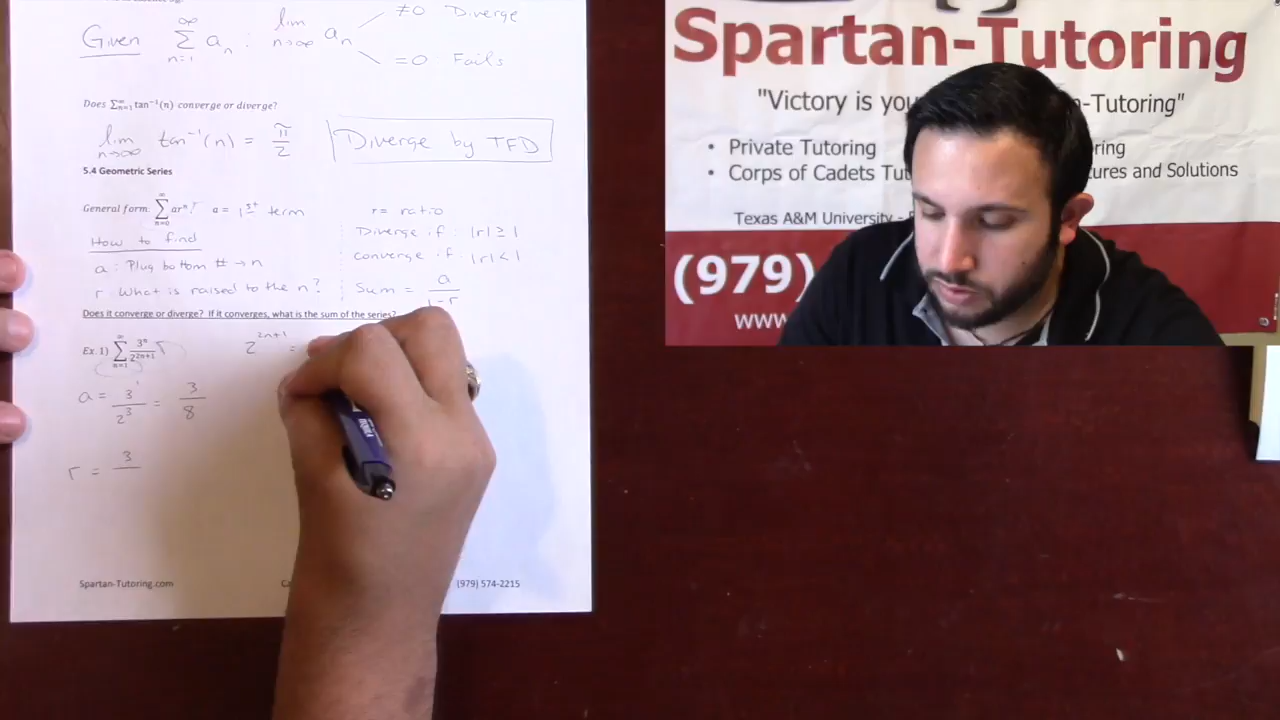 Given ∑ n=1 ∞ aₙ : lim n→∞ aₙ ≠0 Diverge
=0 : Fails
Does ∑ₙ₌₁^∞ tan⁻¹(n) converge or diverge?
lim n→∞ tan⁻¹(n) = π/2 Diverge by TFD
5.4 Geometric Series
General form: ∑ n=0 ∞ arⁿ a = 1st term
How to find
a : Plug bottom # → n
r : What is raised to the n?
r = ratio
Diverge if : |r| ≥ 1
converge if : |r| < 1
Sum = a/(1-r)
Does it converge or diverge? If it converges, what is the sum of the series?
Ex. 1) ∑ n=1 ∞ 3ⁿ/2²ⁿ⁺¹ 2²ⁿ⁺¹ =
a = 3¹/2³ = 3/8
r = 3
Spartan-Tutoring.com
(979) 574-2215
Spartan-Tutoring
"Victory is
-Tutoring"
• Private Tutoring
• Corps of Cadets
and Solutions
Texas A&M University -
(979)
www